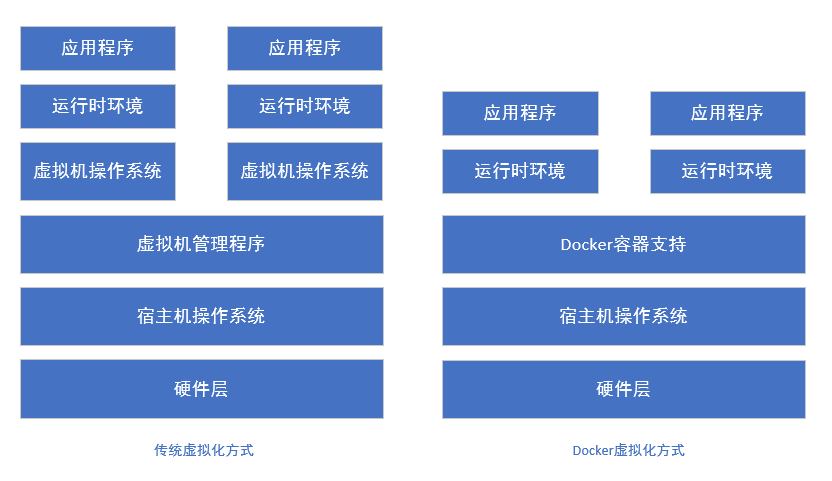 应用程序
应用程序
运行时环境
运行时环境
虚拟机操作系统
虚拟机操作系统
虚拟机管理程序
宿主机操作系统
硬件层
传统虚拟化方式
应用程序
应用程序
运行时环境
运行时环境
Docker容器支持
宿主机操作系统
硬件层
Docker虚拟化方式